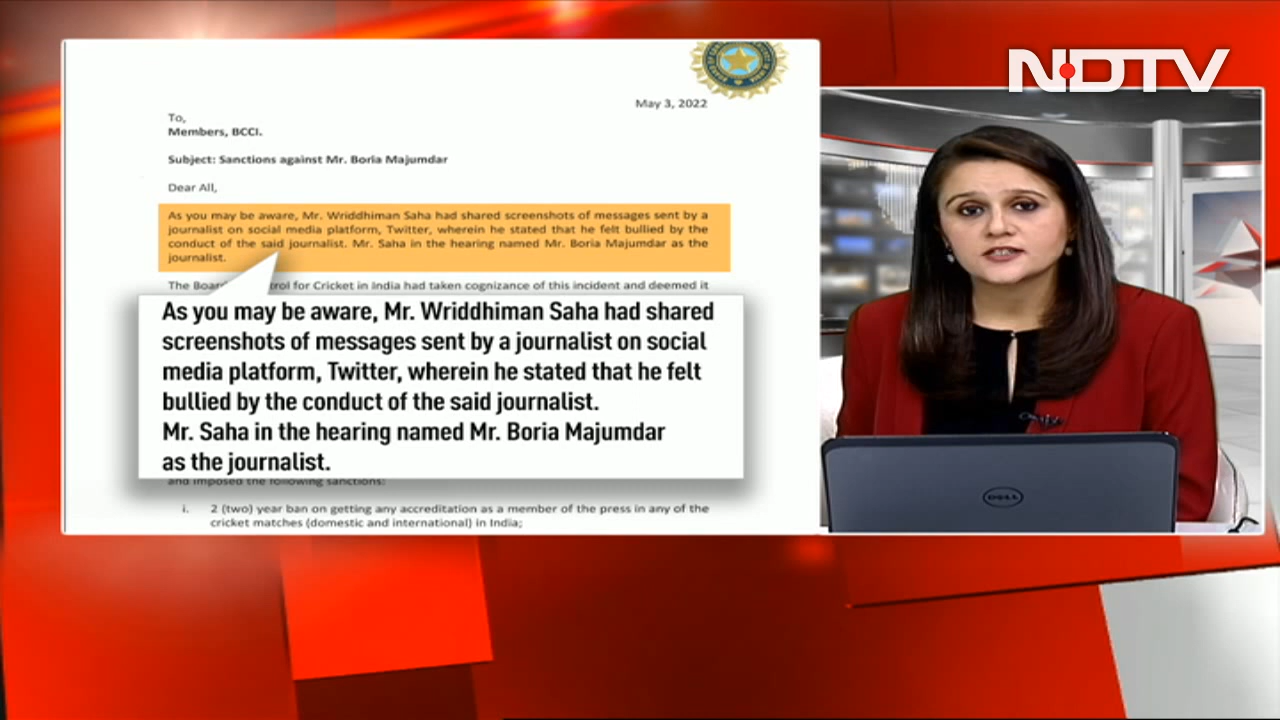 NDTV
May 3, 2022
To,
Members, BCCI.
Subject: Sanctions against Mr. Boria Majumdar
Dear All,
As you may be aware, Mr. Wriddhiman Saha had shared screenshots of messages sent by a
journalist on social media platform, Twitter, wherein he stated that he felt bullied by the
conduct of the said journalist. Mr. Saha in the hearing named Mr. Boria Majumdar as the
journalist.
The for Cricket in India had taken cognizance of this incident and deemed it
As you may be aware, Mr. Wriddhiman Saha had shared
screenshots of messages sent by a journalist on social
media platform, Twitter, wherein he stated that he felt
bullied by the conduct of the said journalist.
Mr. Saha in the hearing named Mr. Boria Majumdar
as the journalist.
and imposed the following sanctions:
i. 2 (two) year ban on getting any accreditation as a member of the press in any of the
cricket matches (domestic and international) in India;
DELL